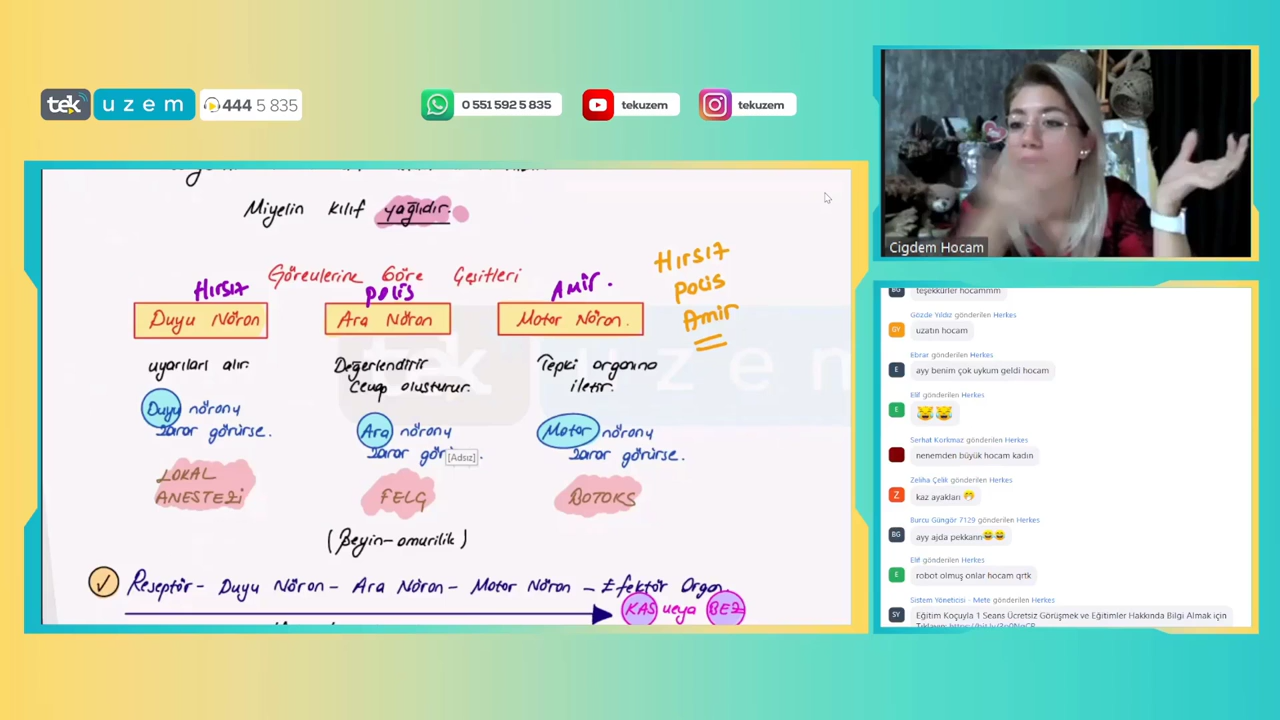 tek uzem 444 5 835
0 551 592 5 835 tekuzem tekuzem
Miyelin kılıf yağlıdır.
Görevlerine Göre Çeşitleri
Hırsız polis Amir.
Hırsız
polis
Amir
Duyu Nöron Ara Nöron Motor Nöron.
uyarıları alır. Değerlendirir Tepki organına
Cevap oluşturur. iletir.
Duyu nöronu Ara nöronu Motor nöronu
zarar görürse. zarar gör [Adsız] . zarar görürse.
LOKAL
ANESTEZİ
FELÇ
BOTOKS
(Beyin-omurilik)
✓ Reseptör - Duyu Nöron - Ara Nöron - Motor Nöron - Efektör Organ
KAS veya BEZ
uzem
Cigdem Hocam
BG teşekkürler hocammm
Gözde Yıldız gönderilen Herkes
GY uzatın hocam
Ebrar gönderilen Herkes
E ayy benim çok uykum geldi hocam
Elif gönderilen Herkes
E
Serhat Korkmaz gönderilen Herkes
nenemden büyük hocam kadın
Zeliha Çelik gönderilen Herkes
Z kaz ayakları
Burcu Güngör 7129 gönderilen Herkes
BG ayy ajda pekkann
Elif gönderilen Herkes
E robot olmuş onlar hocam qrtk
Sistem Yöneticisi - Mete gönderilen Herkes
SY Eğitim Koçuyla 1 Seans Ücretsiz Görüşmek ve Eğitimler Hakkında Bilgi Almak için